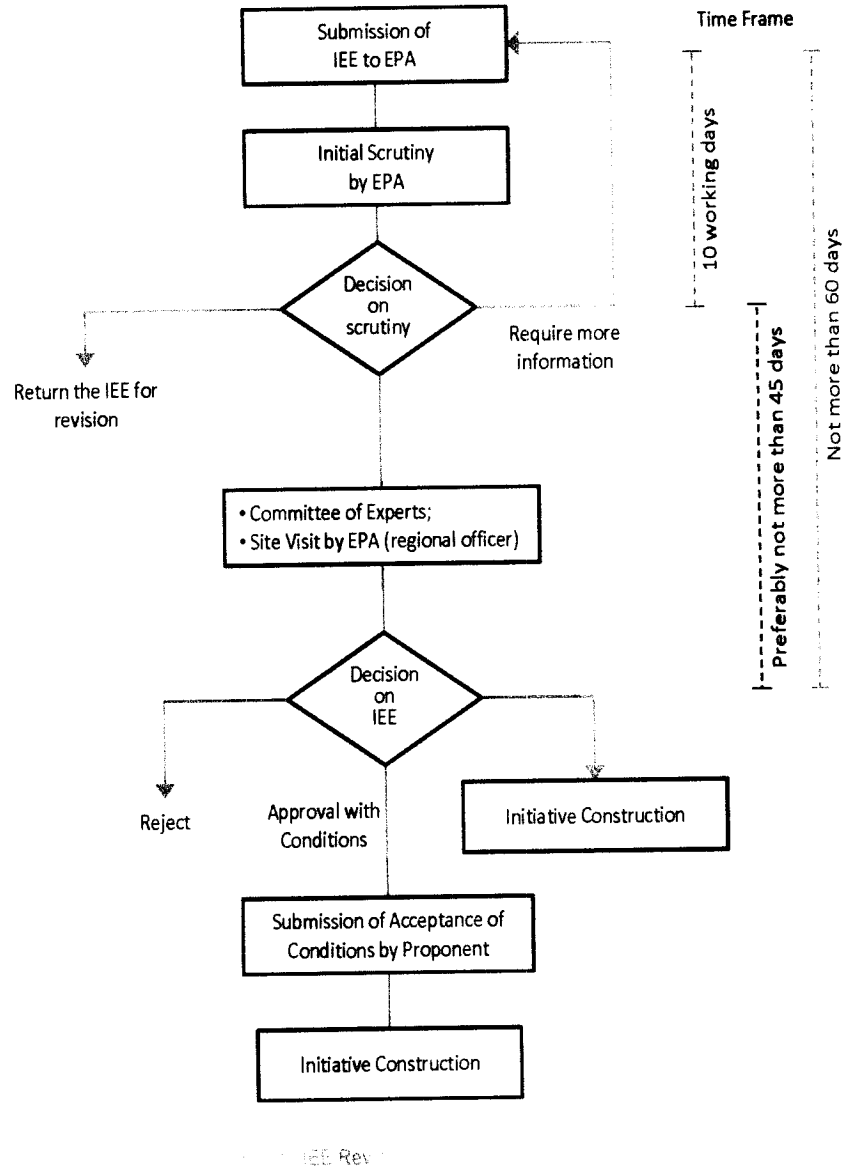 Time Frame
Submission of
IEE to EPA
Initial Scrutiny
by EPA
10 working days
Decision
on
scrutiny
Require more
information
Return the IEE for
revision
Not more than 60 days
Preferably not more than 45 days
• Committee of Experts;
• Site Visit by EPA (regional officer)
Decision
on
IEE
Reject
Approval with
Conditions
Initiative Construction
Submission of Acceptance of
Conditions by Proponent
Initiative Construction
IEE Rev